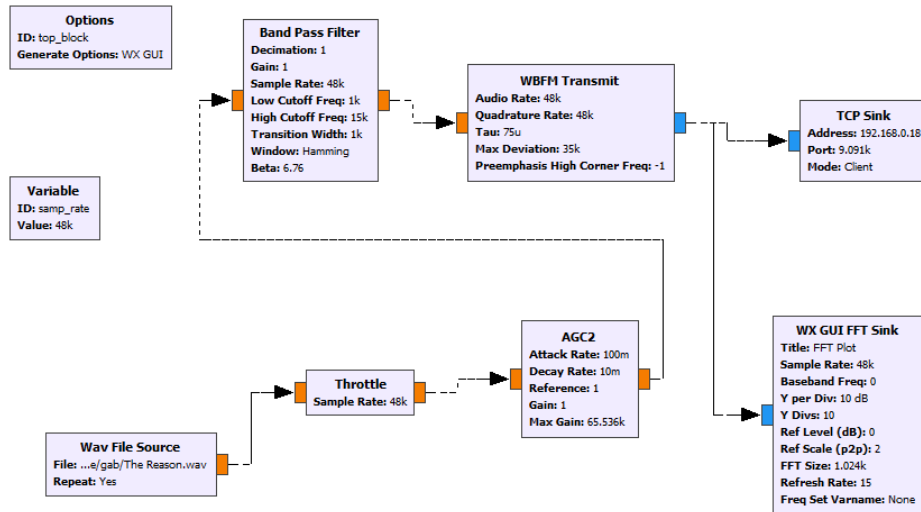 Options
ID: top_block
Generate Options: WX GUI
Variable
ID: samp_rate
Value: 48k
Band Pass Filter
Decimation: 1
Gain: 1
Sample Rate: 48k
Low Cutoff Freq: 1k
High Cutoff Freq: 15k
Transition Width: 1k
Window: Hamming
Beta: 6.76
WBFM Transmit
Audio Rate: 48k
Quadrature Rate: 48k
Tau: 75u
Max Deviation: 35k
Preemphasis High Corner Freq: -1
TCP Sink
Address: 192.168.0.18
Port: 9.091k
Mode: Client
Wav File Source
File: ...e/gab/The Reason.wav
Repeat: Yes
Throttle
Sample Rate: 48k
AGC2
Attack Rate: 100m
Decay Rate: 10m
Reference: 1
Gain: 1
Max Gain: 65.536k
WX GUI FFT Sink
Title: FFT Plot
Sample Rate: 48k
Baseband Freq: 0
Y per Div: 10 dB
Y Divs: 10
Ref Level (dB): 0
Ref Scale (p2p): 2
FFT Size: 1.024k
Refresh Rate: 15
Freq Set Varname: None